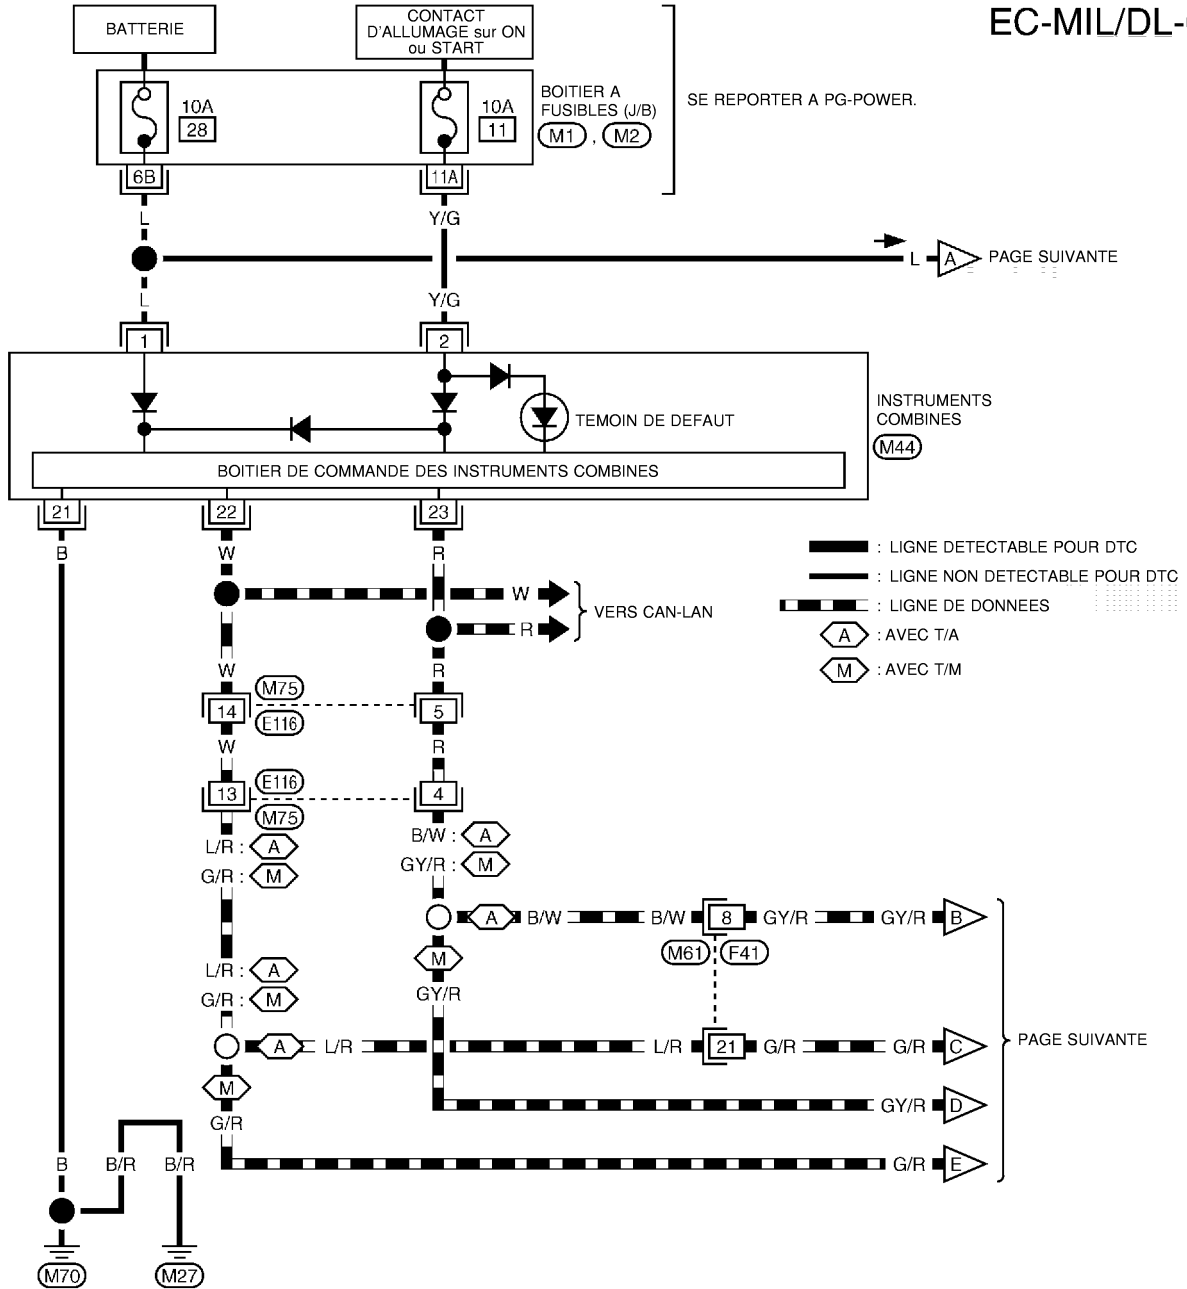 EC-MIL/DL-
BATTERIE
CONTACT
D'ALLUMAGE sur ON
ou START
10A
28
10A
11
BOITIER A
FUSIBLES (J/B)
M1 , M2
SE REPORTER A PG-POWER.
6B
11A
L
Y/G
L
A
PAGE SUIVANTE
L
Y/G
1
2
TEMOIN DE DEFAUT
INSTRUMENTS
COMBINES
M44
BOITIER DE COMMANDE DES INSTRUMENTS COMBINES
21
22
23
B
W
R
: LIGNE DETECTABLE POUR DTC
: LIGNE NON DETECTABLE POUR DTC
: LIGNE DE DONNEES
A : AVEC T/A
M : AVEC T/M
W
R
VERS CAN-LAN
W
R
M75
14
5
E116
W
R
E116
13
4
M75
L/R : A
G/R : M
B/W : A
GY/R : M
A
B/W
B/W
8
GY/R
GY/R
B
M
M61
F41
GY/R
L/R : A
G/R : M
A
L/R
L/R
21
G/R
G/R
C
PAGE SUIVANTE
M
G/R
GY/R
D
G/R
E
B
B/R
B/R
M70
M27